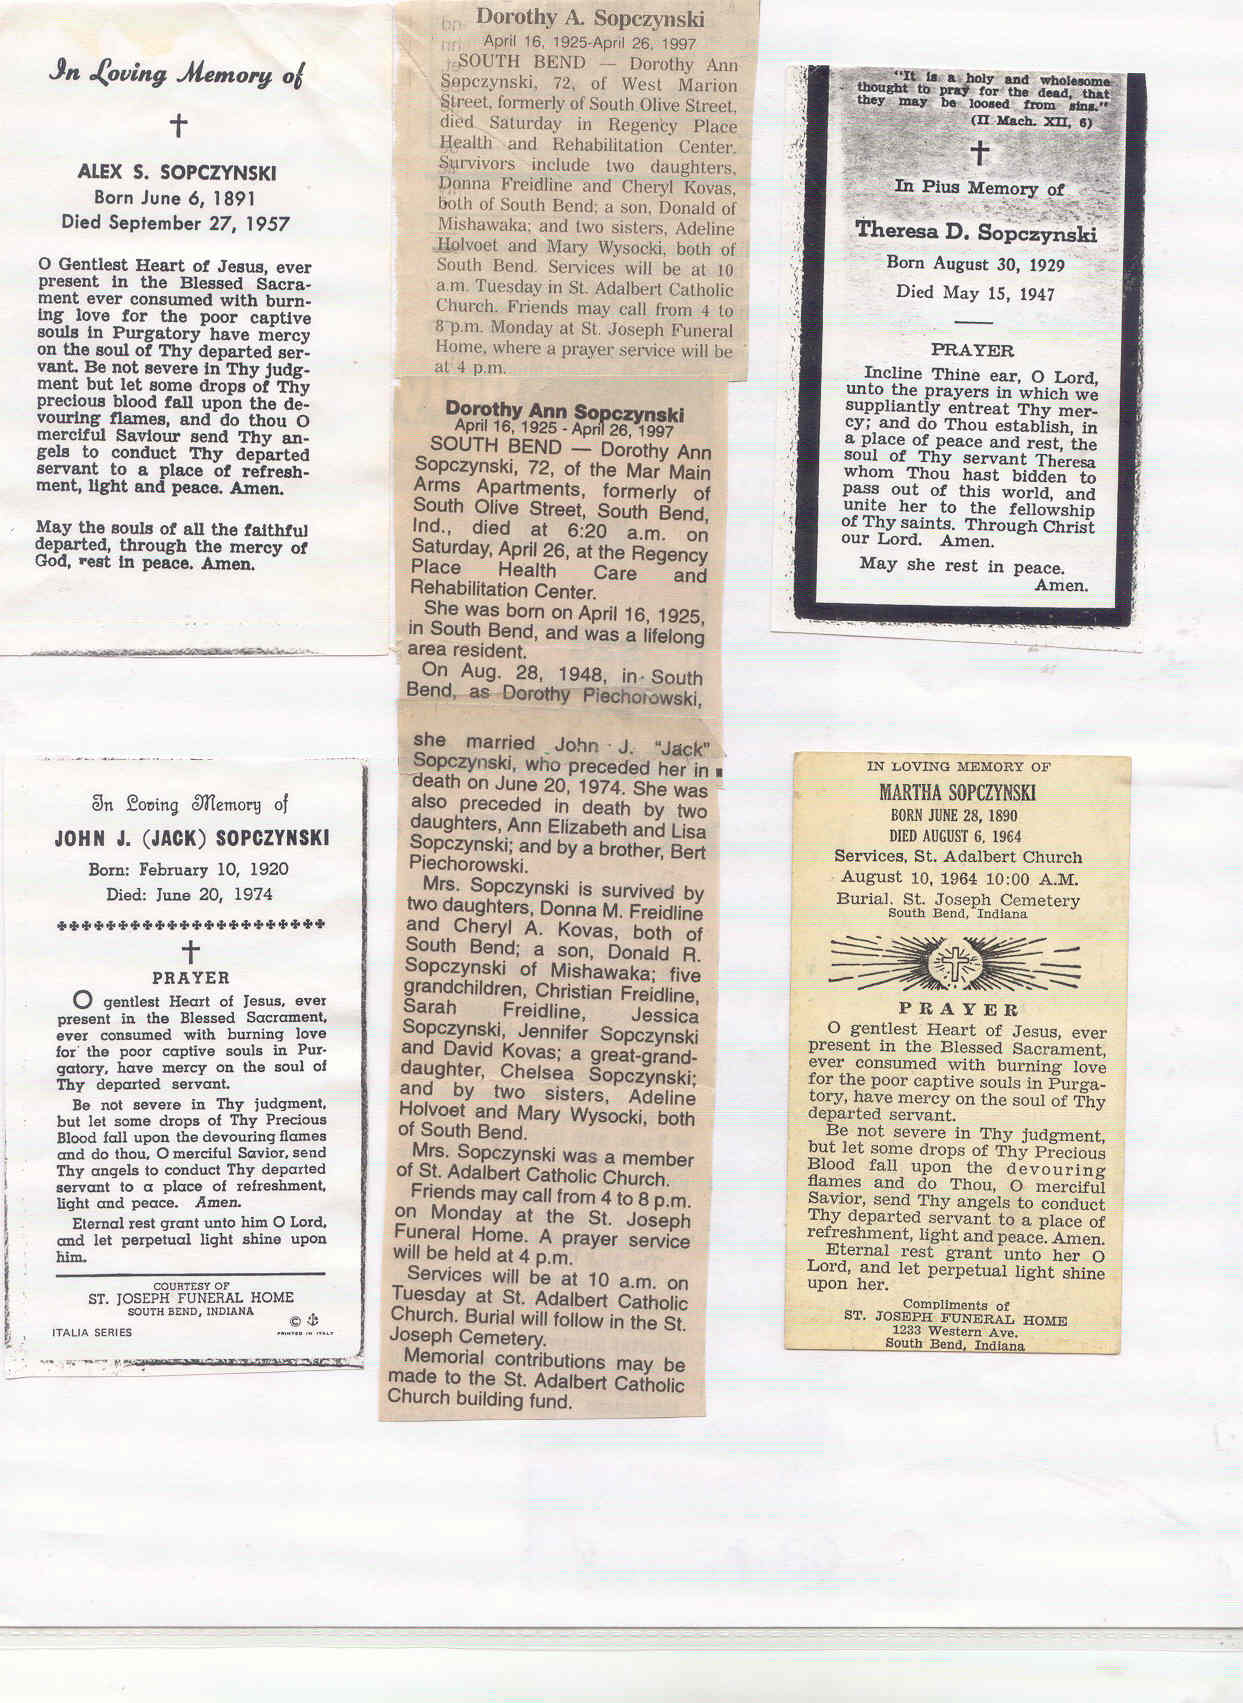 In Loving Memory of
ALEX S. SOPCZYNSKI
Born June 6, 1891
Died September 27, 1957
O Gentlest Heart of Jesus, ever
present in the Blessed Sacra-
ment ever consumed with burn-
ing love for the poor captive
souls in Purgatory have mercy
on the soul of Thy departed ser-
vant. Be not severe in Thy judg-
ment but let some drops of Thy
precious blood fall upon the de-
vouring flames, and do thou O
merciful Saviour send Thy an-
gels to conduct Thy departed
servant to a place of refresh-
ment, light and peace. Amen.
May the souls of all the faithful
departed, through the mercy of
God, rest in peace. Amen.
Dorothy A. Sopczynski
April 16, 1925-April 26, 1997
SOUTH BEND — Dorothy Ann
Sopczynski, 72, of West Marion
Street, formerly of South Olive Street,
died Saturday in Regency Place
Health and Rehabilitation Center.
Survivors include two daughters,
Donna Freidline and Cheryl Kovas,
both of South Bend; a son, Donald of
Mishawaka; and two sisters, Adeline
Holvoet and Mary Wysocki, both of
South Bend. Services will be at 10
a.m. Tuesday in St. Adalbert Catholic
Church. Friends may call from 4 to
8 p.m. Monday at St. Joseph Funeral
Home, where a prayer service will be
at 4 p.m.
Dorothy Ann Sopczynski
April 16, 1925 - April 26, 1997
SOUTH BEND — Dorothy Ann
Sopczynski, 72, of the Mar Main
Arms Apartments, formerly of
South Olive Street, South Bend,
Ind., died at 6:20 a.m. on
Saturday, April 26, at the Regency
Place Health Care and
Rehabilitation Center.
She was born on April 16, 1925,
in South Bend, and was a lifelong
area resident.
On Aug. 28, 1948, in South
Bend, as Dorothy Piechorowski,
she married John J. "Jack"
Sopczynski, who preceded her in
death on June 20, 1974. She was
also preceded in death by two
daughters, Ann Elizabeth and Lisa
Sopczynski; and by a brother, Bert
Piechorowski.
Mrs. Sopczynski is survived by
two daughters, Donna M. Freidline
and Cheryl A. Kovas, both of
South Bend; a son, Donald R.
Sopczynski of Mishawaka; five
grandchildren, Christian Freidline,
Sarah Freidline, Jessica
Sopczynski, Jennifer Sopczynski
and David Kovas; a great-grand-
daughter, Chelsea Sopczynski;
and by two sisters, Adeline
Holvoet and Mary Wysocki, both
of South Bend.
Mrs. Sopczynski was a member
of St. Adalbert Catholic Church.
Friends may call from 4 to 8 p.m.
on Monday at the St. Joseph
Funeral Home. A prayer service
will be held at 4 p.m.
Services will be at 10 a.m. on
Tuesday at St. Adalbert Catholic
Church. Burial will follow in the St.
Joseph Cemetery.
Memorial contributions may be
made to the St. Adalbert Catholic
Church building fund.
"It is a holy and wholesome
thought to pray for the dead, that
they may be loosed from sins."
(II Mach. XII, 6)
In Pius Memory of
Theresa D. Sopczynski
Born August 30, 1929
Died May 15, 1947
PRAYER
Incline Thine ear, O Lord,
unto the prayers in which we
suppliantly entreat Thy mer-
cy; and do Thou establish, in
a place of peace and rest, the
soul of Thy servant Theresa
whom Thou hast bidden to
pass out of this world, and
unite her to the fellowship
of Thy saints. Through Christ
our Lord. Amen.
May she rest in peace.
Amen.
In Loving Memory of
JOHN J. (JACK) SOPCZYNSKI
Born: February 10, 1920
Died: June 20, 1974
PRAYER
O gentlest Heart of Jesus, ever
present in the Blessed Sacrament,
ever consumed with burning love
for the poor captive souls in Pur-
gatory, have mercy on the soul of
Thy departed servant.
Be not severe in Thy judgment,
but let some drops of Thy Precious
Blood fall upon the devouring flames
and do thou, O merciful Savior, send
Thy angels to conduct Thy departed
servant to a place of refreshment,
light and peace. Amen.
Eternal rest grant unto him O Lord,
and let perpetual light shine upon
him.
COURTESY OF
ST. JOSEPH FUNERAL HOME
SOUTH BEND, INDIANA
©
ITALIA SERIES
PRINTED IN ITALY
IN LOVING MEMORY OF
MARTHA SOPCZYNSKI
BORN JUNE 28, 1890
DIED AUGUST 6, 1964
Services, St. Adalbert Church
August 10, 1964 10:00 A.M.
Burial. St. Joseph Cemetery
South Bend, Indiana
PRAYER
O gentlest Heart of Jesus, ever
present in the Blessed Sacrament,
ever consumed with burning love
for the poor captive souls in Purga-
tory, have mercy on the soul of Thy
departed servant.
Be not severe in Thy judgment,
but let some drops of Thy Precious
Blood fall upon the devouring
flames and do Thou, O merciful
Savior, send Thy angels to conduct
Thy departed servant to a place of
refreshment, light and peace. Amen.
Eternal rest grant unto her O
Lord, and let perpetual light shine
upon her.
Compliments of
ST. JOSEPH FUNERAL HOME
1233 Western Ave.
South Bend, Indiana